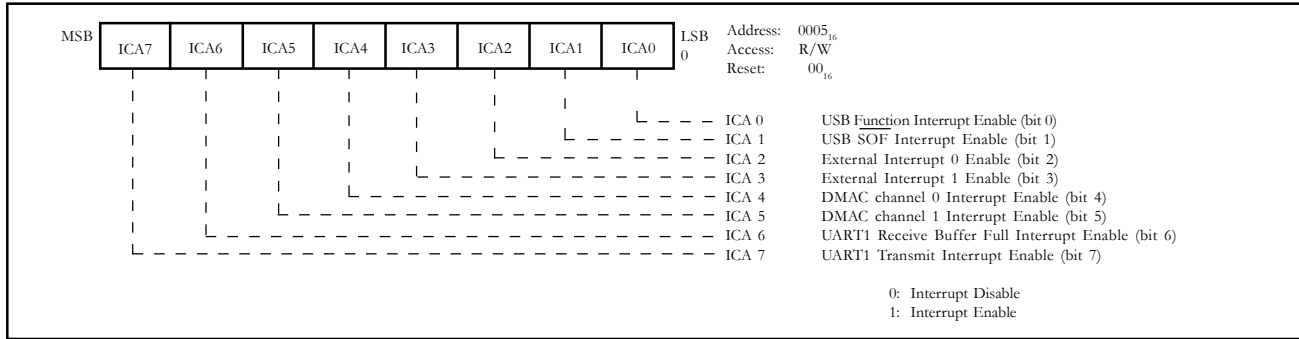 MSB ICA7 ICA6 ICA5 ICA4 ICA3 ICA2 ICA1 ICA0 LSB 0
Address: 0005₁₆
Access: R/W
Reset: 00₁₆
ICA 0 USB Function Interrupt Enable (bit 0)
ICA 1 USB S̅O̅F̅ Interrupt Enable (bit 1)
ICA 2 External Interrupt 0 Enable (bit 2)
ICA 3 External Interrupt 1 Enable (bit 3)
ICA 4 DMAC channel 0 Interrupt Enable (bit 4)
ICA 5 DMAC channel 1 Interrupt Enable (bit 5)
ICA 6 UART1 Receive Buffer Full Interrupt Enable (bit 6)
ICA 7 UART1 Transmit Interrupt Enable (bit 7)
0: Interrupt Disable
1: Interrupt Enable